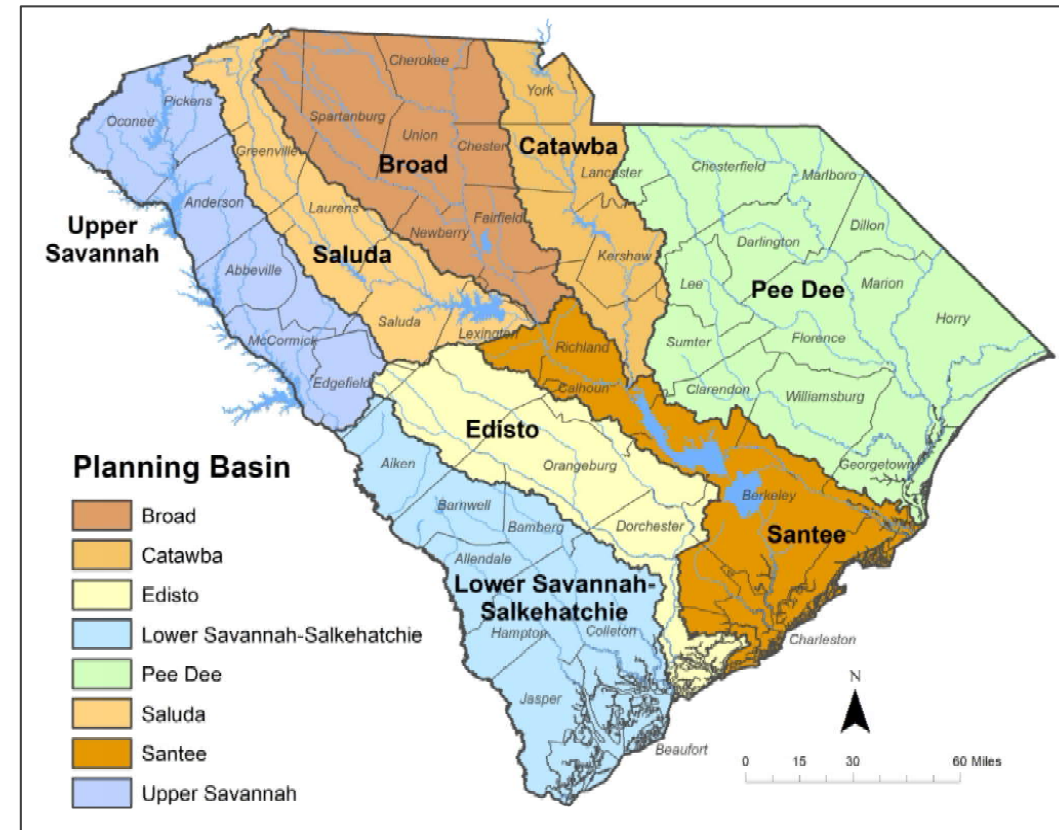 Cherokee
York
Pickens
Oconee
Spartanburg
Union
Chester
Catawba
Broad
Greenville
Lancaster
Chesterfield
Marlboro
Anderson
Laurens
Fairfield
Dillon
Upper
Savannah
Newberry
Darlington
Saluda
Kershaw
Abbeville
Lee
Pee Dee
Marion
Horry
Saluda
Lexington
Richland
Sumter
Florence
McCormick
Edgefield
Calhoun
Clarendon
Williamsburg
Edisto
Aiken
Orangeburg
Georgetown
Barnwell
Berkeley
Bamberg
Dorchester
Santee
Allendale
Lower Savannah-
Salkehatchie
Hampton
Colleton
Charleston
Jasper
Beaufort
Planning Basin
Broad
Catawba
Edisto
Lower Savannah-Salkehatchie
Pee Dee
Saluda
Santee
Upper Savannah
N
0 15 30 60 Miles